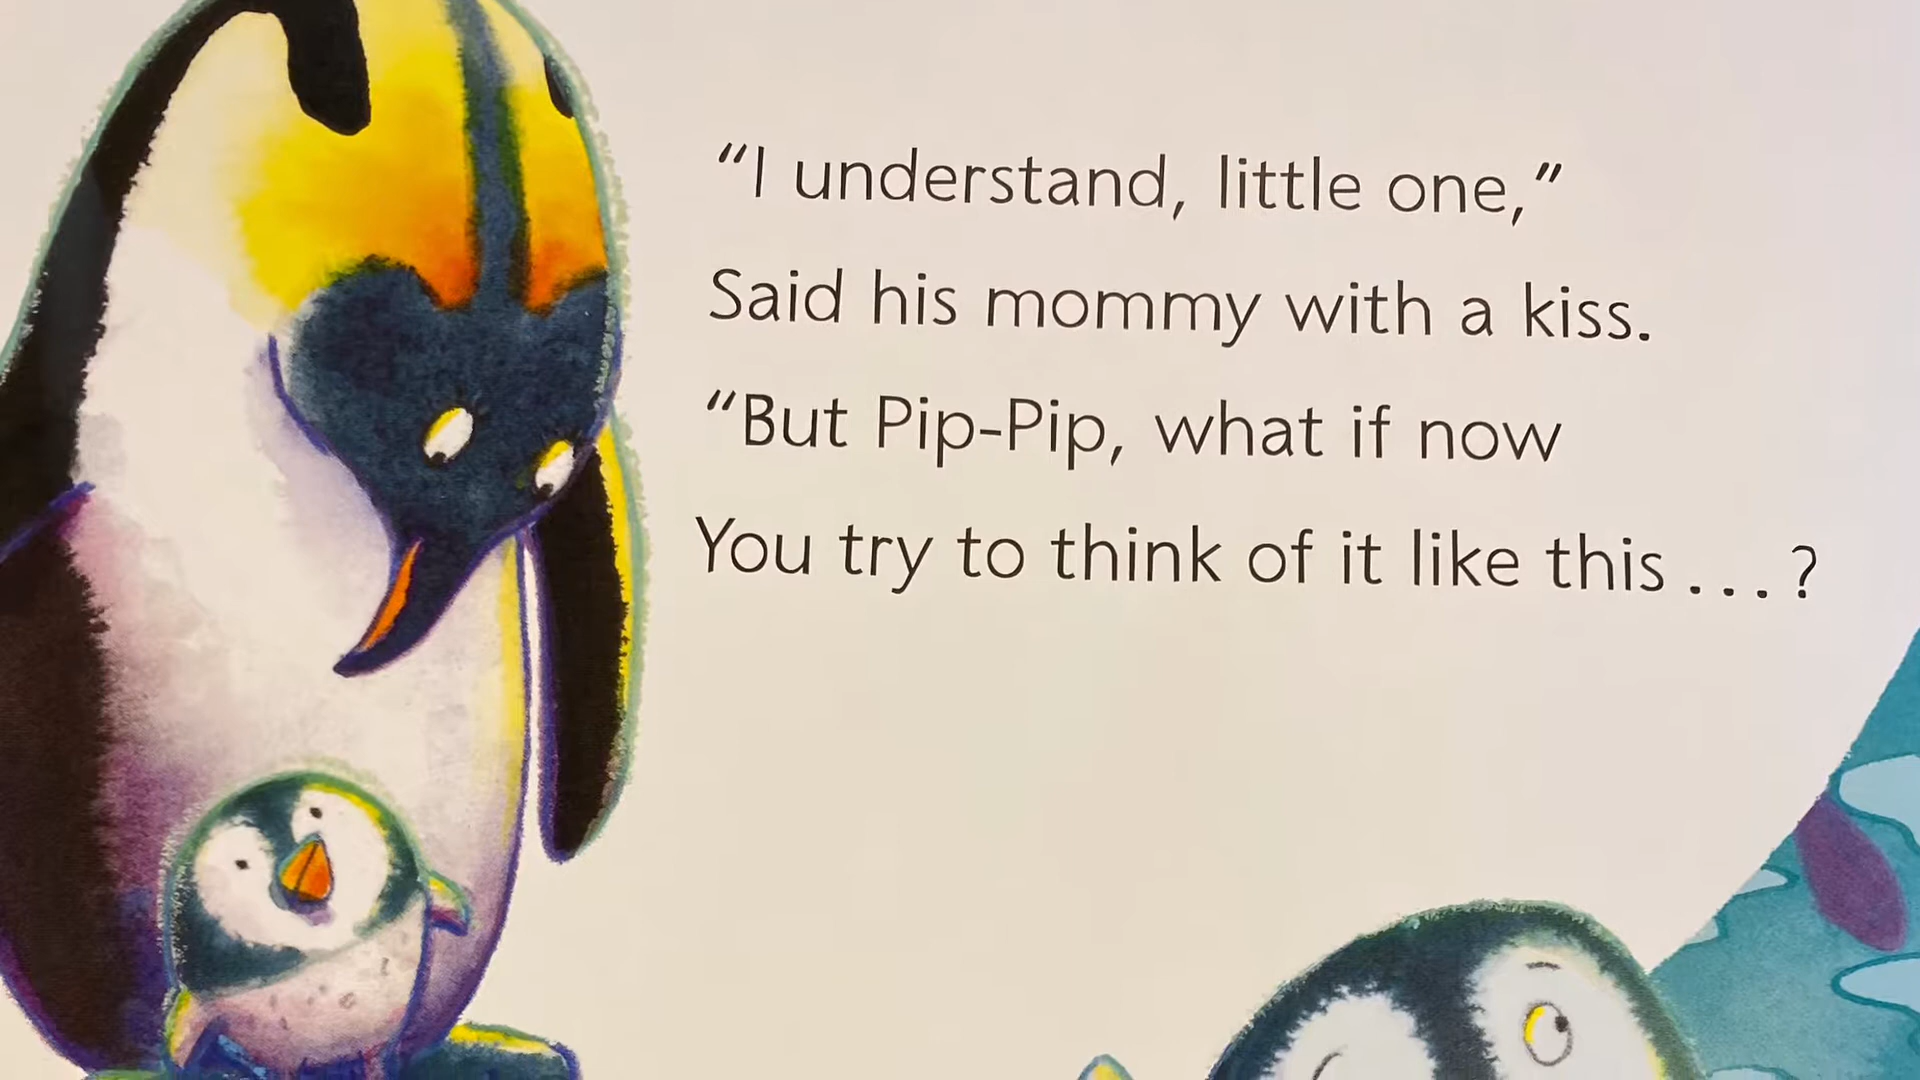 “I understand, little one,”
Said his mommy with a kiss.
“But Pip-Pip, what if now
You try to think of it like this . . . ?